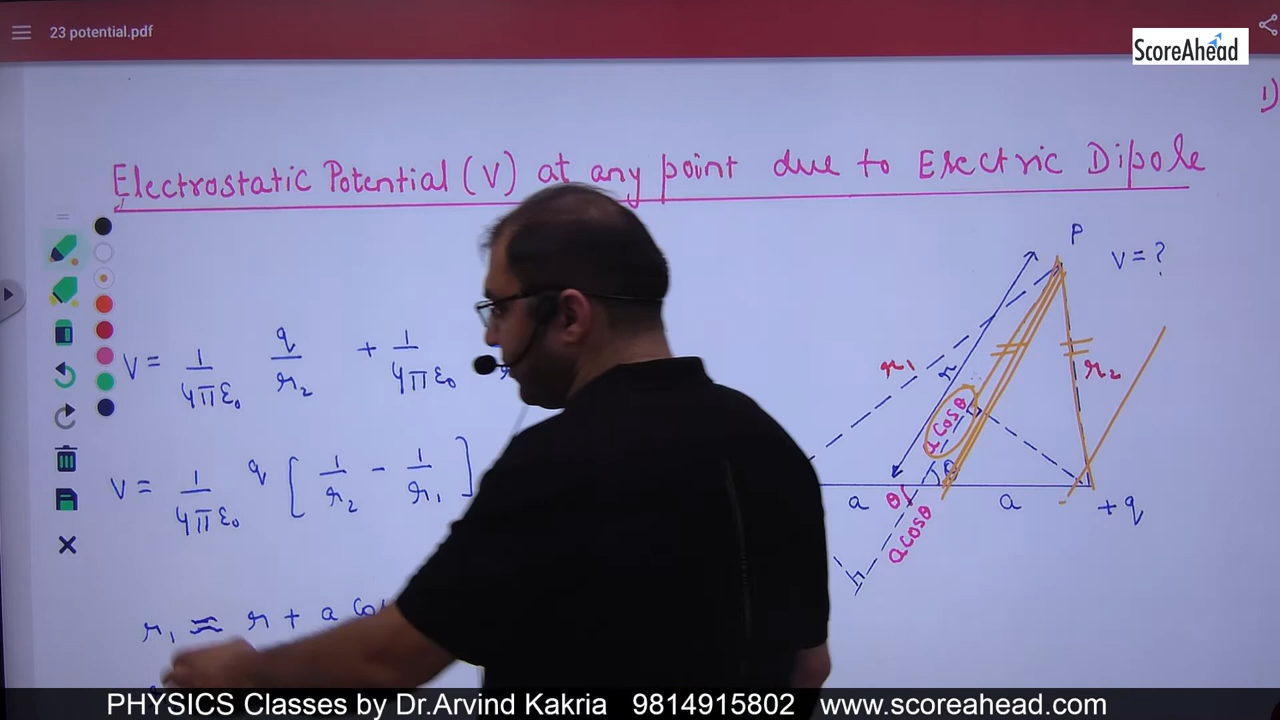 23 potential.pdf
ScoreAhead
1)
Electrostatic Potential (V) at any point due to Electric Dipole
P
V = ?
V = 1/4πε₀ q/r₂ + 1/4πε₀
r₁
r
r₂
a cosθ
V = 1/4πε₀ q [ 1/r₂ - 1/r₁ ]
a
θ
θ
a
+q
a cosθ
r₁ ≈ r + a cos
PHYSICS Classes by Dr.Arvind Kakria 9814915802 www.scoreahead.com